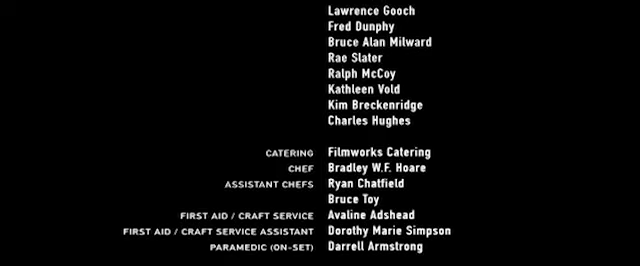 Lawrence Gooch
Fred Dunphy
Bruce Alan Milward
Rae Slater
Ralph McCoy
Kathleen Vold
Kim Breckenridge
Charles Hughes
CATERING Filmworks Catering
CHEF Bradley W.F. Hoare
ASSISTANT CHEFS Ryan Chatfield
Bruce Toy
FIRST AID / CRAFT SERVICE Avaline Adshead
FIRST AID / CRAFT SERVICE ASSISTANT Dorothy Marie Simpson
PARAMEDIC (ON-SET) Darrell Armstrong